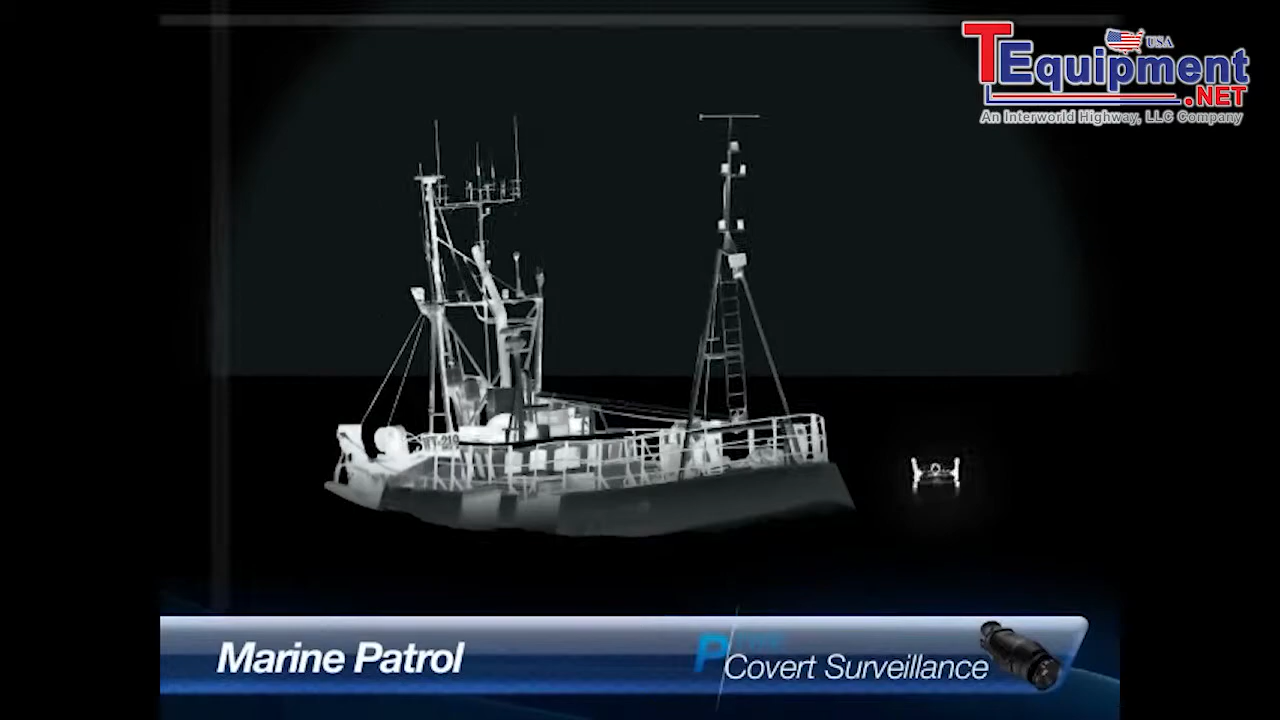 USA
TEquipment
.NET
An Interworld Highway, LLC Company
Marine Patrol
Covert Surveillance